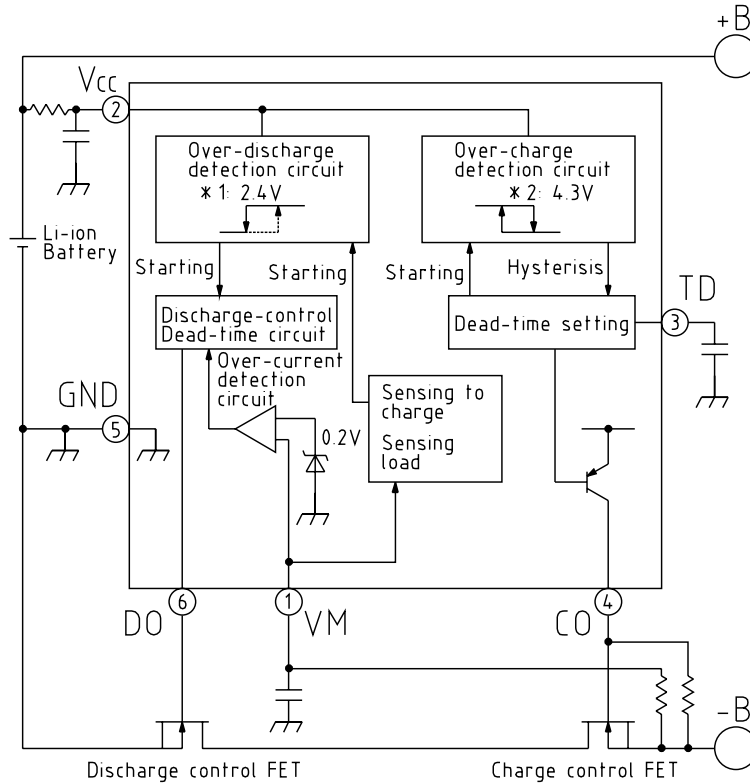 +B
Vcc
2
Over-discharge
detection circuit
* 1: 2.4V
Over-charge
detection circuit
* 2: 4.3V
Li-ion
Battery
Starting
Starting
Starting
Hysterisis
TD
3
Discharge-control
Dead-time circuit
Dead-time setting
Over-current
detection
circuit
GND
5
0.2V
Sensing to
charge
Sensing
load
6
1
4
DO
VM
CO
-B
Discharge control FET
Charge control FET